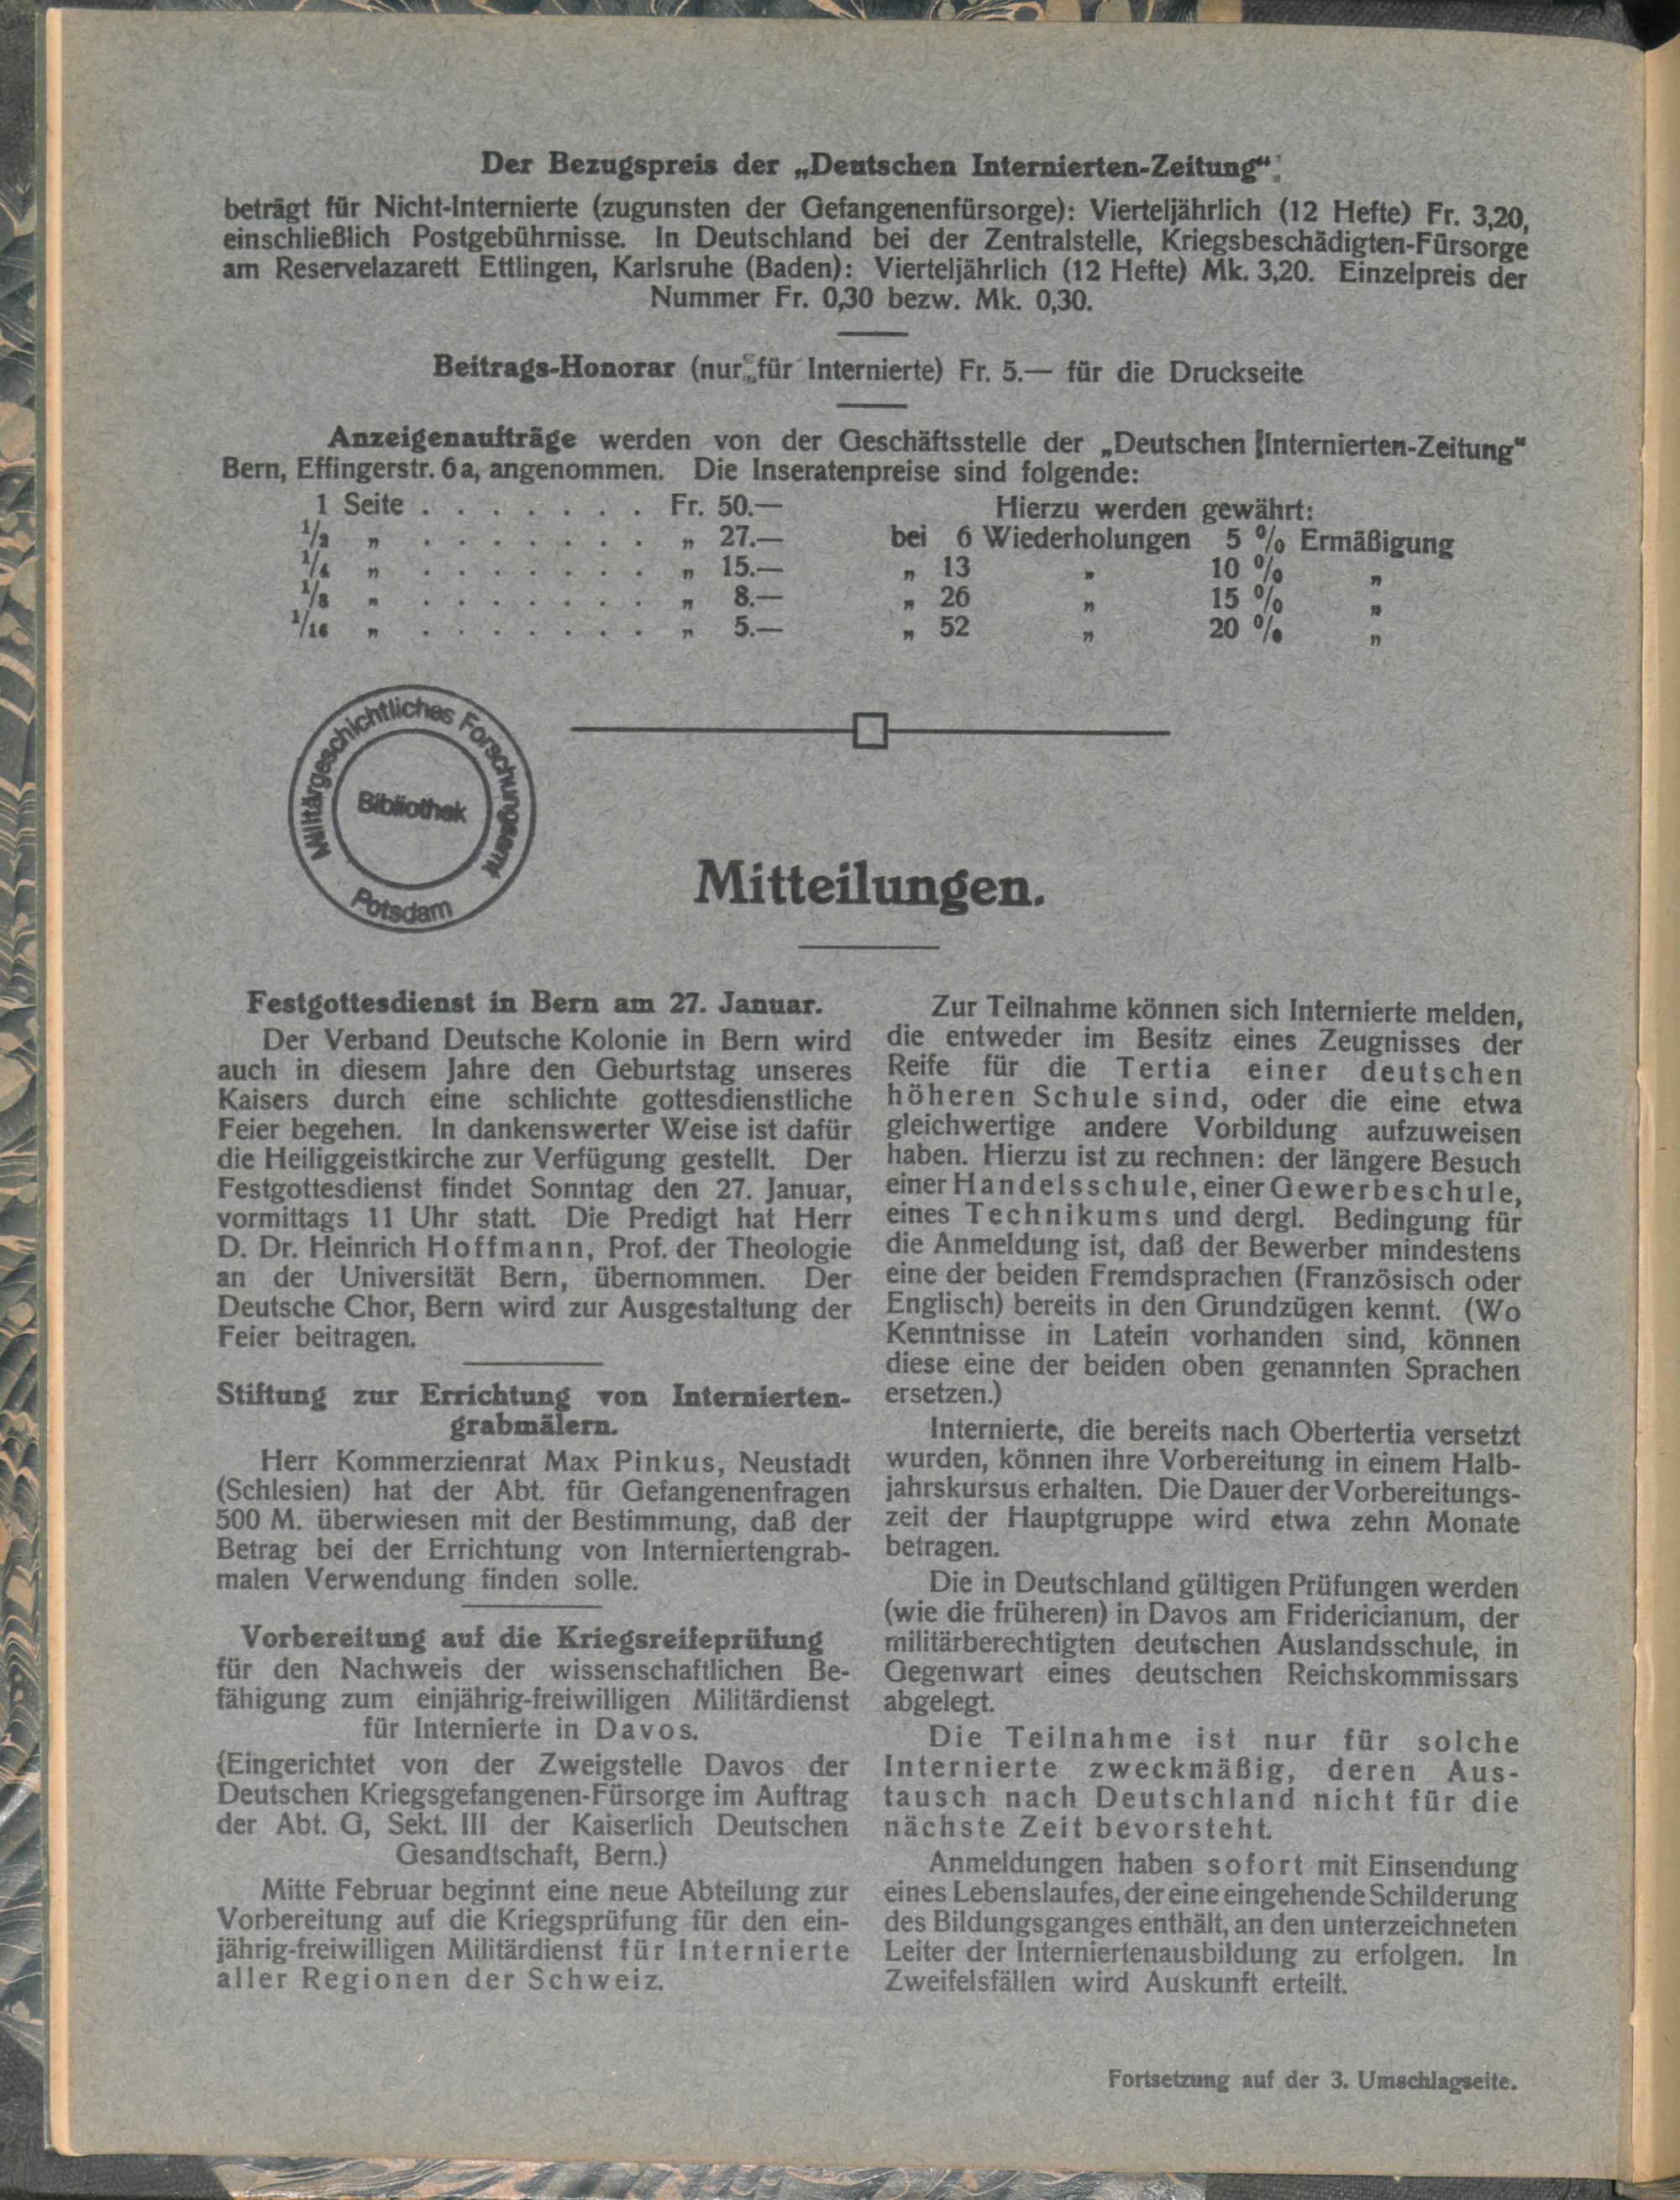 Der Bezugspreis der „Deutschen Internierten-Zeitung“
beträgt für Nicht-Internierte (zugunsten der Gefangenenfürsorge): Vierteljährlich (12 Hefte) Fr. 3,20,
einschließlich Postgebührnisse. In Deutschland bei der Zentralstelle, Kriegsbeschädigten-Fürsorge
am Reservelazarett Ettlingen, Karlsruhe (Baden): Vierteljährlich (12 Hefte) Mk. 3,20. Einzelpreis der
Nummer Fr. 0,30 bezw. Mk. 0,30.
Beitrags-Honorar (nur für Internierte) Fr. 5.— für die Druckseite
Anzeigenaufträge werden von der Geschäftsstelle der „Deutschen Internierten-Zeitung“
Bern, Effingerstr. 6a, angenommen. Die Inseratenpreise sind folgende:
1 Seite . . . . . . . Fr. 50.—
1/2 „ . . . . . . . . „ 27.—
1/4 „ . . . . . . . . „ 15.—
1/8 „ . . . . . . . . „ 8.—
1/16 „ . . . . . . . . „ 5.—
Hierzu werden gewährt:
bei 6 Wiederholungen 5 % Ermäßigung
„ 13 „ 10 % „
„ 26 „ 15 % „
„ 52 „ 20 % „
Militärgeschichtliches Forschungsamt
Bibliothek
Potsdam
Mitteilungen.
Festgottesdienst in Bern am 27. Januar.
Der Verband Deutsche Kolonie in Bern wird
auch in diesem Jahre den Geburtstag unseres
Kaisers durch eine schlichte gottesdienstliche
Feier begehen. In dankenswerter Weise ist dafür
die Heiliggeistkirche zur Verfügung gestellt. Der
Festgottesdienst findet Sonntag den 27. Januar,
vormittags 11 Uhr statt. Die Predigt hat Herr
D. Dr. Heinrich Hoffmann, Prof. der Theologie
an der Universität Bern, übernommen. Der
Deutsche Chor, Bern wird zur Ausgestaltung der
Feier beitragen.
Stiftung zur Errichtung von Internierten-
grabmälern.
Herr Kommerzienrat Max Pinkus, Neustadt
(Schlesien) hat der Abt. für Gefangenenfragen
500 M. überwiesen mit der Bestimmung, daß der
Betrag bei der Errichtung von Interniertengrab-
malen Verwendung finden solle.
Vorbereitung auf die Kriegsreifeprüfung
für den Nachweis der wissenschaftlichen Be-
fähigung zum einjährig-freiwilligen Militärdienst
für Internierte in Davos.
(Eingerichtet von der Zweigstelle Davos der
Deutschen Kriegsgefangenen-Fürsorge im Auftrag
der Abt. G, Sekt. III der Kaiserlich Deutschen
Gesandtschaft, Bern.)
Mitte Februar beginnt eine neue Abteilung zur
Vorbereitung auf die Kriegsprüfung für den ein-
jährig-freiwilligen Militärdienst für Internierte
aller Regionen der Schweiz.
Zur Teilnahme können sich Internierte melden,
die entweder im Besitz eines Zeugnisses der
Reife für die Tertia einer deutschen
höheren Schule sind, oder die eine etwa
gleichwertige andere Vorbildung aufzuweisen
haben. Hierzu ist zu rechnen: der längere Besuch
einer Handelsschule, einer Gewerbeschule,
eines Technikums und dergl. Bedingung für
die Anmeldung ist, daß der Bewerber mindestens
eine der beiden Fremdsprachen (Französisch oder
Englisch) bereits in den Grundzügen kennt. (Wo
Kenntnisse in Latein vorhanden sind, können
diese eine der beiden oben genannten Sprachen
ersetzen.)
Internierte, die bereits nach Obertertia versetzt
wurden, können ihre Vorbereitung in einem Halb-
jahrskursus erhalten. Die Dauer der Vorbereitungs-
zeit der Hauptgruppe wird etwa zehn Monate
betragen.
Die in Deutschland gültigen Prüfungen werden
(wie die früheren) in Davos am Fridericianum, der
militärberechtigten deutschen Auslandsschule, in
Gegenwart eines deutschen Reichskommissars
abgelegt.
Die Teilnahme ist nur für solche
Internierte zweckmäßig, deren Aus-
tausch nach Deutschland nicht für die
nächste Zeit bevorsteht.
Anmeldungen haben sofort mit Einsendung
eines Lebenslaufes, der eine eingehende Schilderung
des Bildungsganges enthält, an den unterzeichneten
Leiter der Interniertenausbildung zu erfolgen. In
Zweifelsfällen wird Auskunft erteilt.
Fortsetzung auf der 3. Umschlagseite.